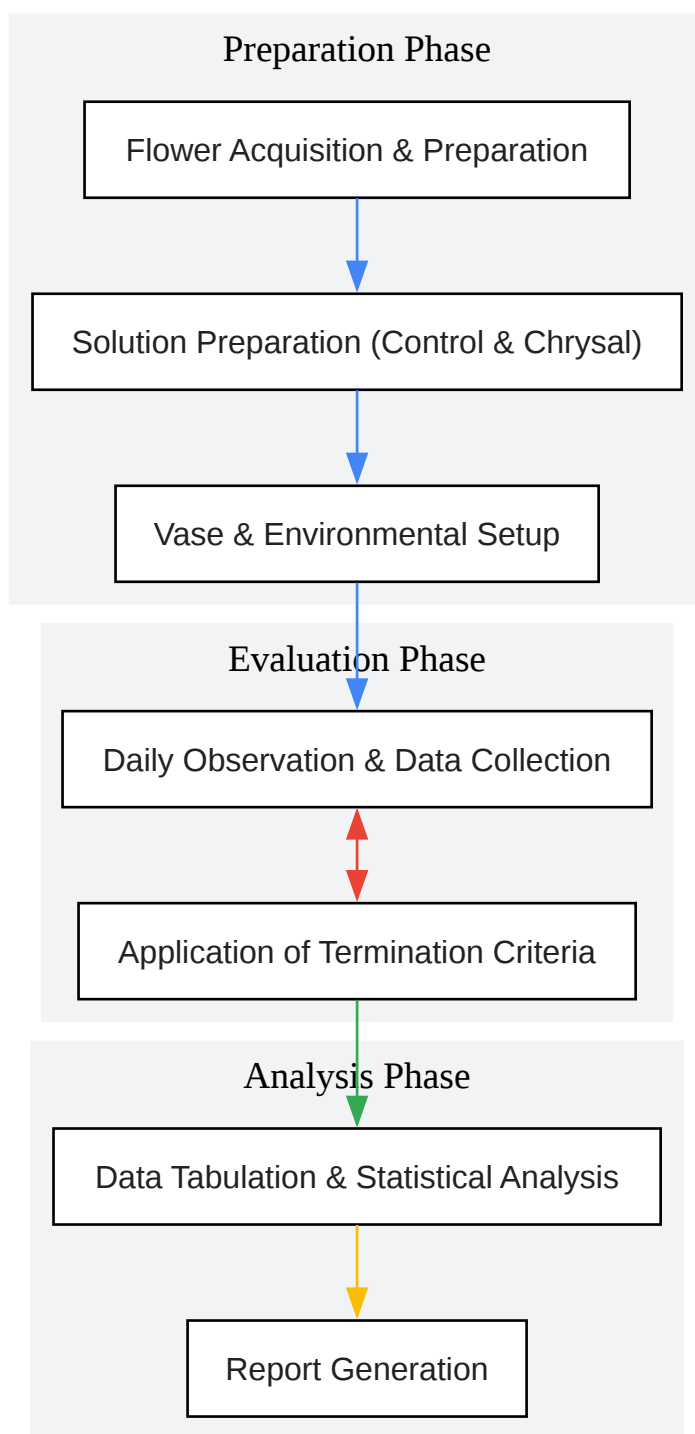 Preparation Phase
Flower Acquisition & Preparation
Solution Preparation (Control & Chrysal)
Vase & Environmental Setup
Evaluation Phase
Daily Observation & Data Collection
Application of Termination Criteria
Analysis Phase
Data Tabulation & Statistical Analysis
Report Generation